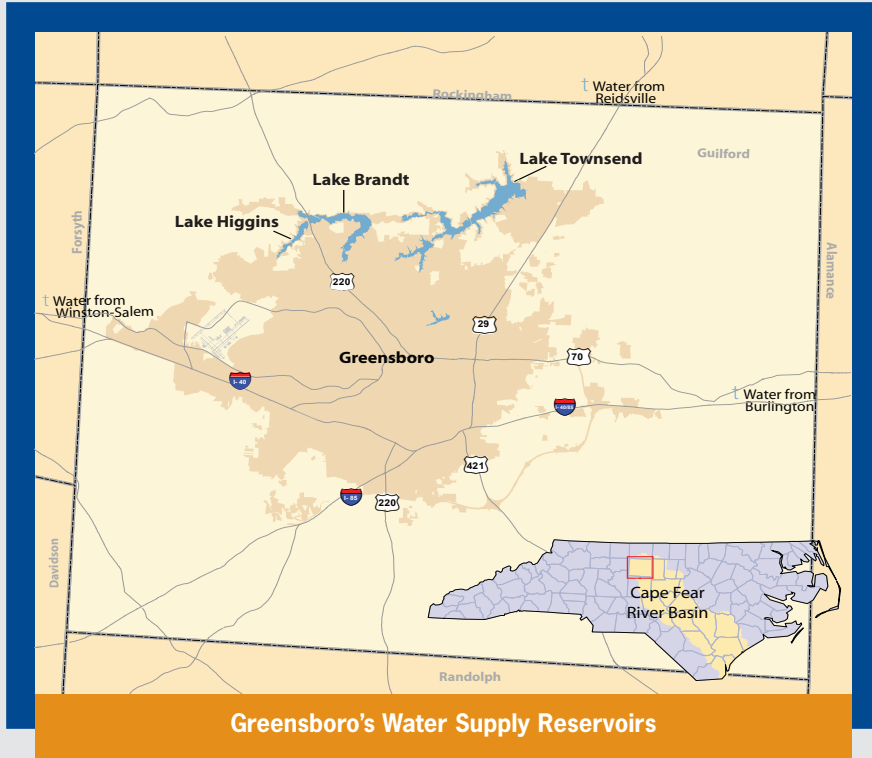 Rockingham
t Water from
Reidsville
Guilford
Lake Townsend
Lake Brandt
Lake Higgins
Forsyth
Alamance
220
t Water from
Winston-Salem
29
Greensboro
70
I- 40
t Water from
Burlington
I- 40/85
421
I- 85
220
Davidson
Cape Fear
River Basin
Randolph
Greensboro's Water Supply Reservoirs